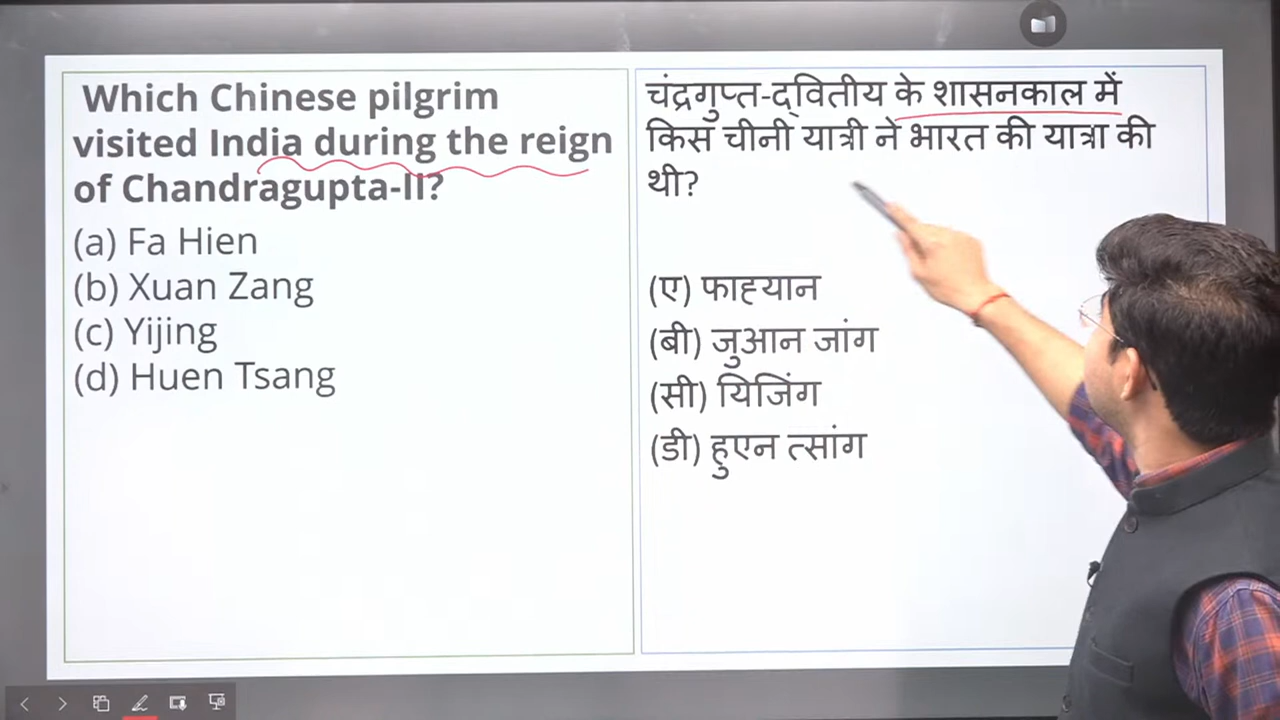 Which Chinese pilgrim
visited India during the reign
of Chandragupta-II?
(a) Fa Hien
(b) Xuan Zang
(c) Yijing
(d) Huen Tsang
चंद्रगुप्त-द्वितीय के शासनकाल में
किस चीनी यात्री ने भारत की यात्रा की
थी?
(ए) फाह्यान
(बी) जुआन जांग
(सी) यिजिंग
(डी) हुएन त्सांग